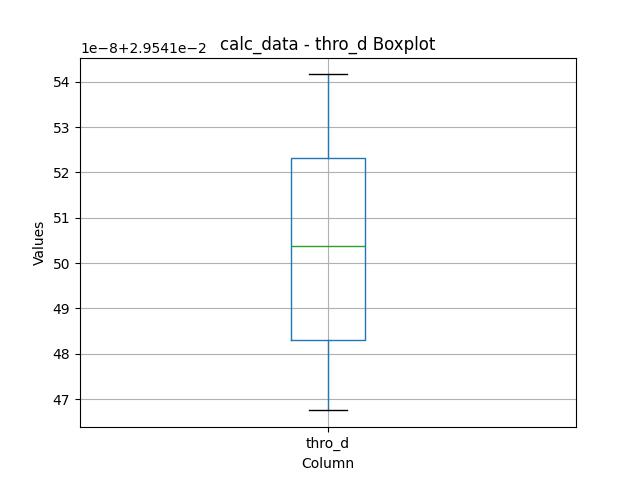 1e−8+2.9541e−2
calc_data - thro_d Boxplot
54
53
52
51
50
49
48
47
Values
thro_d
Column